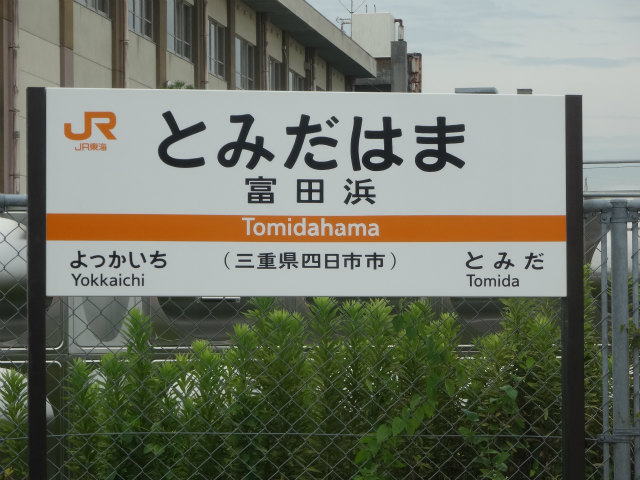 JR
JR東海
とみだはま
富田浜
Tomidahama
よっかいち
Yokkaichi
(三重県四日市市)
とみだ
Tomida